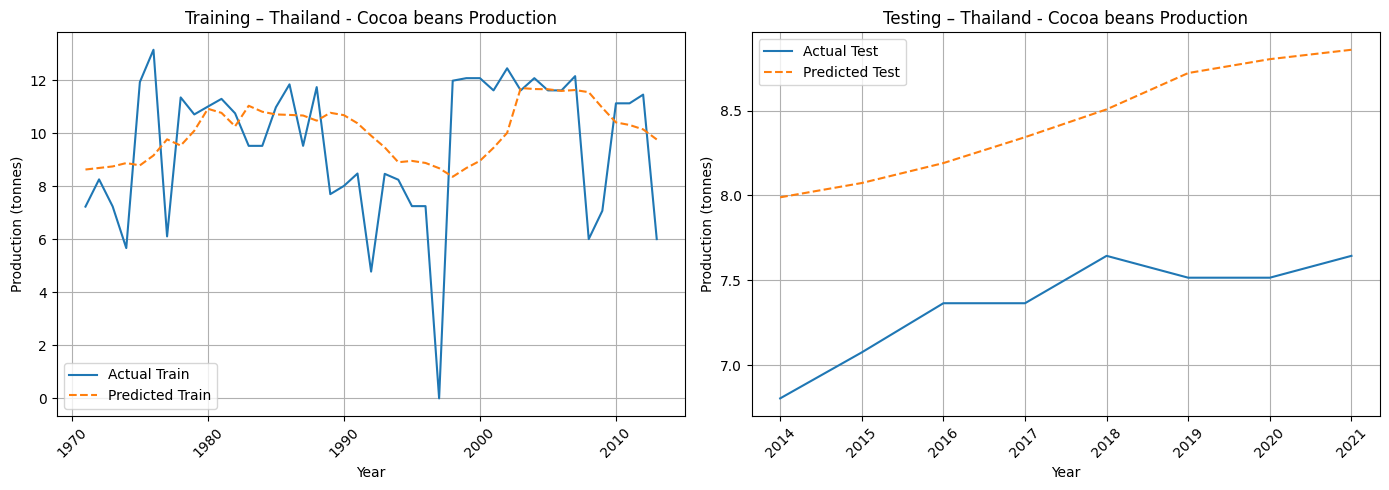 Training – Thailand - Cocoa beans Production
Production (tonnes)
12
10
8
6
4
2
0
Actual Train
Predicted Train
1970
1980
1990
2000
2010
Year
Testing – Thailand - Cocoa beans Production
Actual Test
Predicted Test
Production (tonnes)
8.5
8.0
7.5
7.0
2014
2015
2016
2017
2018
2019
2020
2021
Year